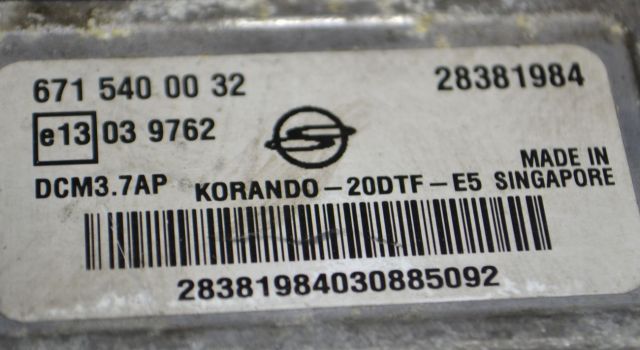 671 540 00 32 28381984
e13 03 9762
DCM3.7AP KORANDO-20DTF-E5 MADE IN SINGAPORE
28381984030885092